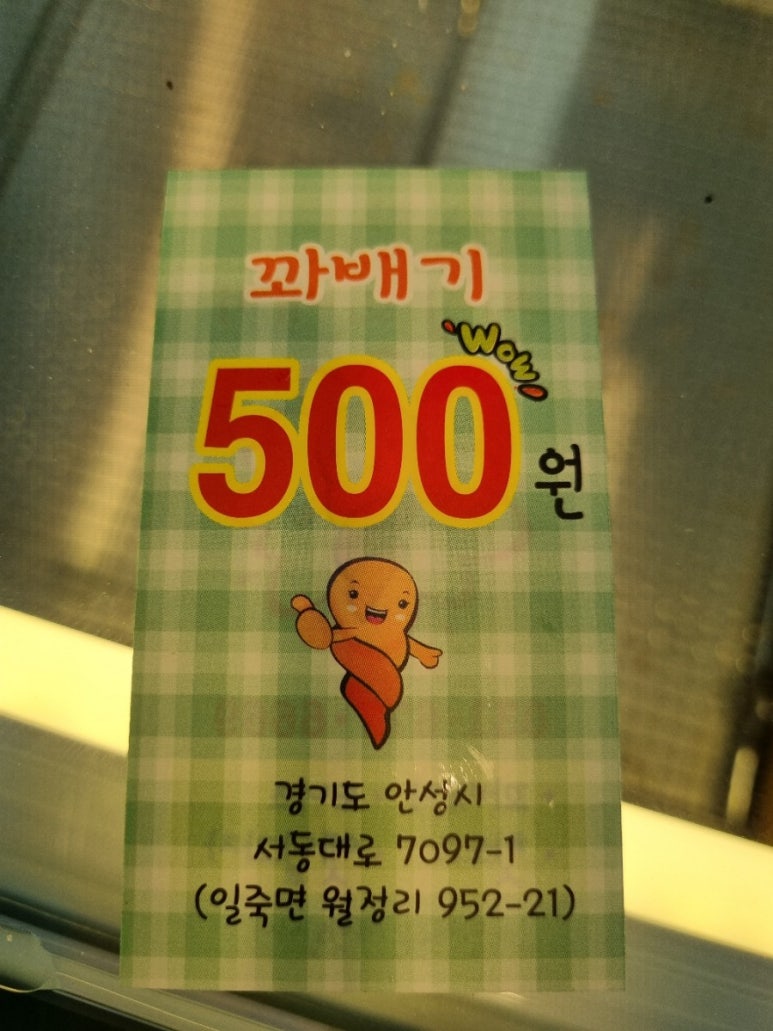 꽈배기
Wow
500원
경기도 안성시
서동대로 7097-1
(일죽면 월정리 952-21)